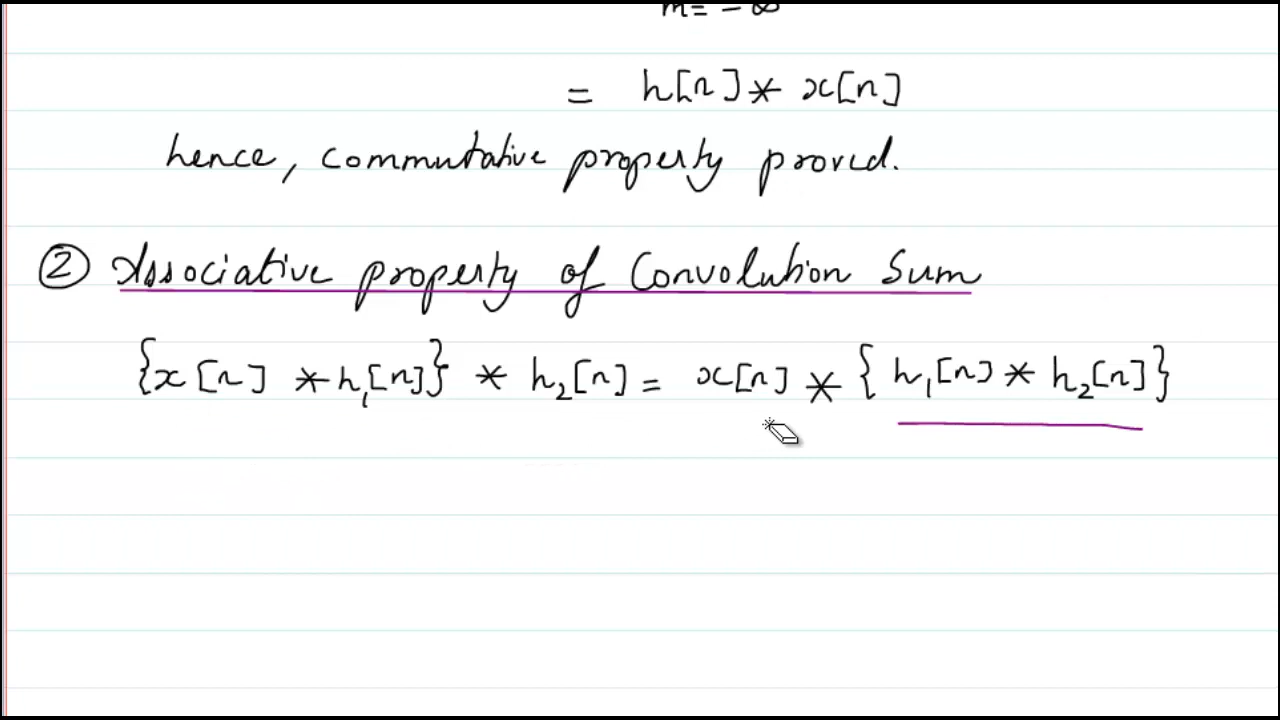 m = - ∞
= h[n] * x[n]
hence, commutative property proved.
② Associative property of Convolution Sum
{x[n] * h₁[n]} * h₂[n] = x[n] * {h₁[n] * h₂[n]}